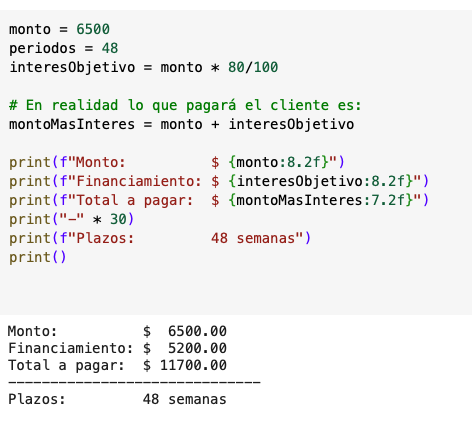 monto = 6500
periodos = 48
interesObjetivo = monto * 80/100

# En realidad lo que pagará el cliente es:
montoMasInteres = monto + interesObjetivo

print(f"Monto:          $ {monto:8.2f}")
print(f"Financiamiento: $ {interesObjetivo:8.2f}")
print(f"Total a pagar:  $ {montoMasInteres:7.2f}")
print("-" * 30)
print(f"Plazos:         48 semanas")
print()

Monto:          $  6500.00
Financiamiento: $  5200.00
Total a pagar:  $ 11700.00
------------------------------
Plazos:         48 semanas